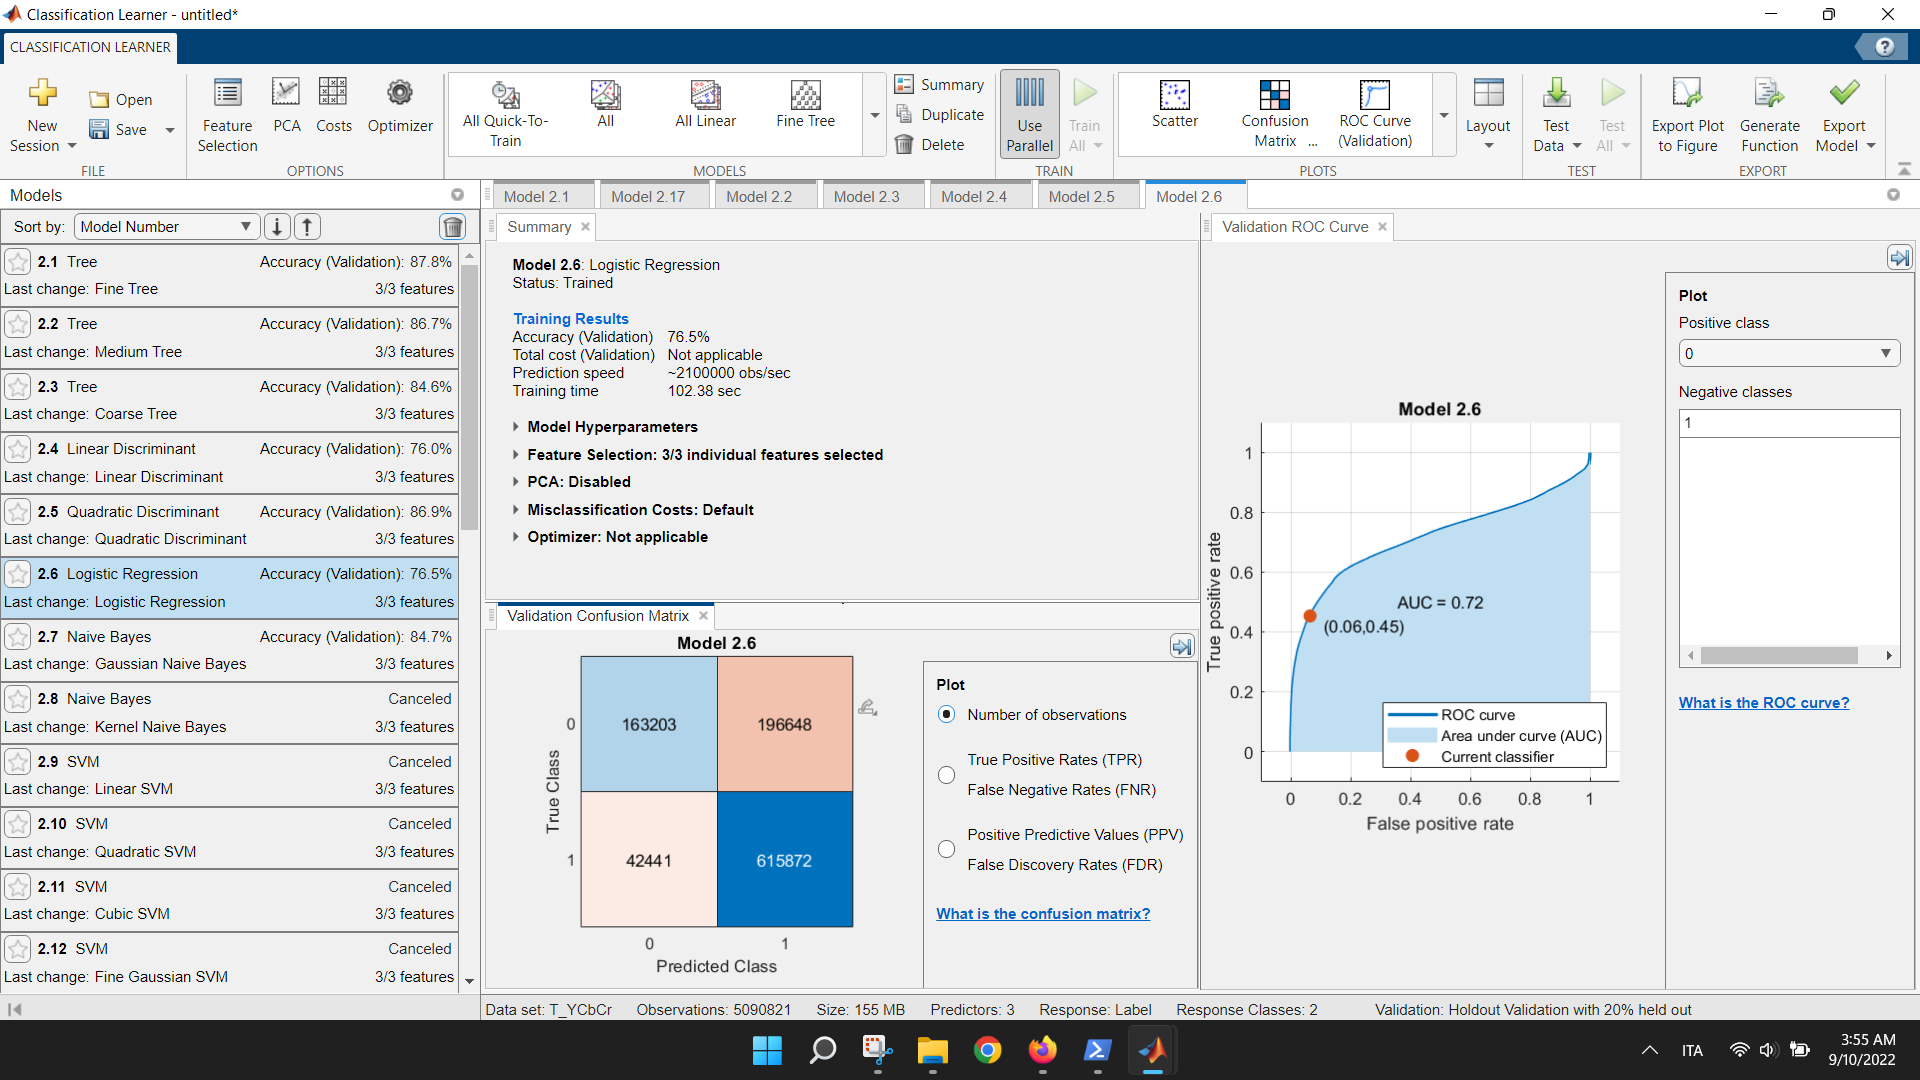 Classification Learner - untitled*
CLASSIFICATION LEARNER
?
New Session
Open
Save
FILE
Feature Selection
PCA
Costs
Optimizer
OPTIONS
All Quick-To-Train
All
All Linear
Fine Tree
MODELS
Summary
Duplicate
Delete
Use Parallel
Train All
TRAIN
Scatter
Confusion Matrix ...
ROC Curve (Validation)
PLOTS
Layout
Test Data
Test All
TEST
Export Plot to Figure
Generate Function
Export Model
EXPORT
Models
Sort by: Model Number
2.1 Tree Accuracy (Validation): 87.8%
Last change: Fine Tree 3/3 features
2.2 Tree Accuracy (Validation): 86.7%
Last change: Medium Tree 3/3 features
2.3 Tree Accuracy (Validation): 84.6%
Last change: Coarse Tree 3/3 features
2.4 Linear Discriminant Accuracy (Validation): 76.0%
Last change: Linear Discriminant 3/3 features
2.5 Quadratic Discriminant Accuracy (Validation): 86.9%
Last change: Quadratic Discriminant 3/3 features
2.6 Logistic Regression Accuracy (Validation): 76.5%
Last change: Logistic Regression 3/3 features
2.7 Naive Bayes Accuracy (Validation): 84.7%
Last change: Gaussian Naive Bayes 3/3 features
2.8 Naive Bayes Canceled
Last change: Kernel Naive Bayes 3/3 features
2.9 SVM Canceled
Last change: Linear SVM 3/3 features
2.10 SVM Canceled
Last change: Quadratic SVM 3/3 features
2.11 SVM Canceled
Last change: Cubic SVM 3/3 features
2.12 SVM Canceled
Last change: Fine Gaussian SVM 3/3 features
Model 2.1 Model 2.17 Model 2.2 Model 2.3 Model 2.4 Model 2.5 Model 2.6
Summary
Model 2.6: Logistic Regression
Status: Trained
Training Results
Accuracy (Validation) 76.5%
Total cost (Validation) Not applicable
Prediction speed ~2100000 obs/sec
Training time 102.38 sec
Model Hyperparameters
Feature Selection: 3/3 individual features selected
PCA: Disabled
Misclassification Costs: Default
Optimizer: Not applicable
Validation Confusion Matrix
Model 2.6
True Class
0 163203 196648
1 42441 615872
0 1
Predicted Class
Plot
Number of observations
True Positive Rates (TPR)
False Negative Rates (FNR)
Positive Predictive Values (PPV)
False Discovery Rates (FDR)
What is the confusion matrix?
Validation ROC Curve
Model 2.6
True positive rate
1
0.8
0.6
0.4
0.2
0
AUC = 0.72
(0.06,0.45)
ROC curve
Area under curve (AUC)
Current classifier
0 0.2 0.4 0.6 0.8 1
False positive rate
Plot
Positive class
0
Negative classes
1
What is the ROC curve?
Data set: T_YCbCr Observations: 5090821 Size: 155 MB Predictors: 3 Response: Label Response Classes: 2 Validation: Holdout Validation with 20% held out
ITA
3:55 AM
9/10/2022